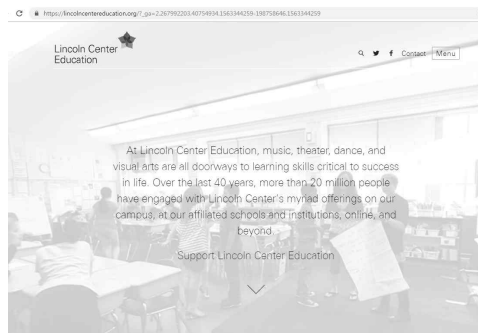 https://lincolncentereducation.org/?_ga=2.267992203.40754934.1563344259-198758646.1563344259
Lincoln Center
Education
Contact Menu
At Lincoln Center Education, music, theater, dance, and
visual arts are all doorways to learning skills critical to success
in life. Over the last 40 years, more than 20 million people
have engaged with Lincoln Center's myriad offerings on our
campus, at our affiliated schools and institutions, online, and
beyond
Support Lincoln Center Education